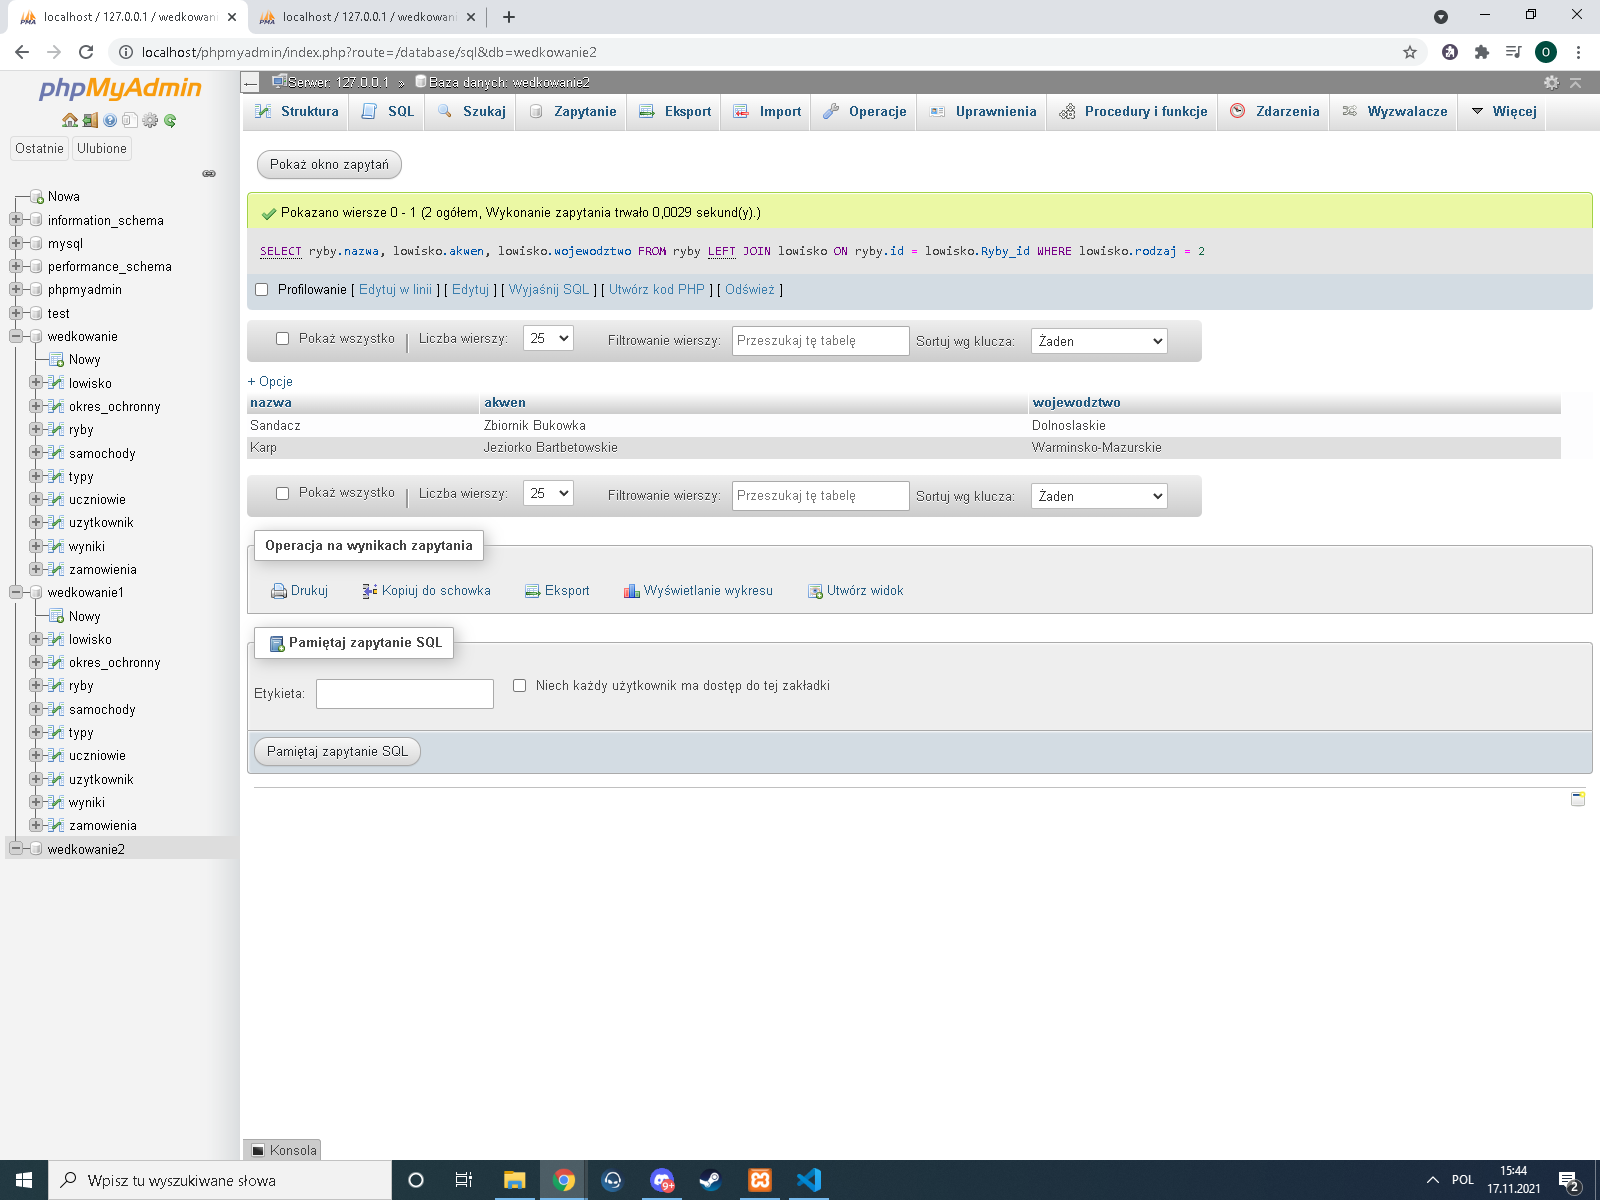 localhost / 127.0.0.1 / wedkowani
localhost / 127.0.0.1 / wedkowani
localhost/phpmyadmin/index.php?route=/database/sql&db=wedkowanie2
O
phpMyAdmin
Ostatnie Ulubione
Nowa
information_schema
mysql
performance_schema
phpmyadmin
test
wedkowanie
Nowy
lowisko
okres_ochronny
ryby
samochody
typy
uczniowie
uzytkownik
wyniki
zamowienia
wedkowanie1
Nowy
lowisko
okres_ochronny
ryby
samochody
typy
uczniowie
uzytkownik
wyniki
zamowienia
wedkowanie2
Serwer: 127.0.0.1 » Baza danych: wedkowanie2
Struktura SQL Szukaj Zapytanie Eksport Import Operacje Uprawnienia Procedury i funkcje Zdarzenia Wyzwalacze Więcej
Pokaż okno zapytań
Pokazano wiersze 0 - 1 (2 ogółem, Wykonanie zapytania trwało 0,0029 sekund(y).)
SELECT ryby.nazwa, lowisko.akwen, lowisko.wojewodztwo FROM ryby LEFT JOIN lowisko ON ryby.id = lowisko.Ryby_id WHERE lowisko.rodzaj = 2
Profilowanie [ Edytuj w linii ] [ Edytuj ] [ Wyjaśnij SQL ] [ Utwórz kod PHP ] [ Odśwież ]
Pokaż wszystko Liczba wierszy: 25 Filtrowanie wierszy: Przeszukaj tę tabelę Sortuj wg klucza: Żaden
+ Opcje
nazwa akwen wojewodztwo
Sandacz Zbiornik Bukowka Dolnoslaskie
Karp Jeziorko Bartbetowskie Warminsko-Mazurskie
Pokaż wszystko Liczba wierszy: 25 Filtrowanie wierszy: Przeszukaj tę tabelę Sortuj wg klucza: Żaden
Operacja na wynikach zapytania
Drukuj Kopiuj do schowka Eksport Wyświetlanie wykresu Utwórz widok
Pamiętaj zapytanie SQL
Etykieta: Niech każdy użytkownik ma dostęp do tej zakładki
Pamiętaj zapytanie SQL
Konsola
Wpisz tu wyszukiwane słowa
9+
POL
15:44
17.11.2021
2